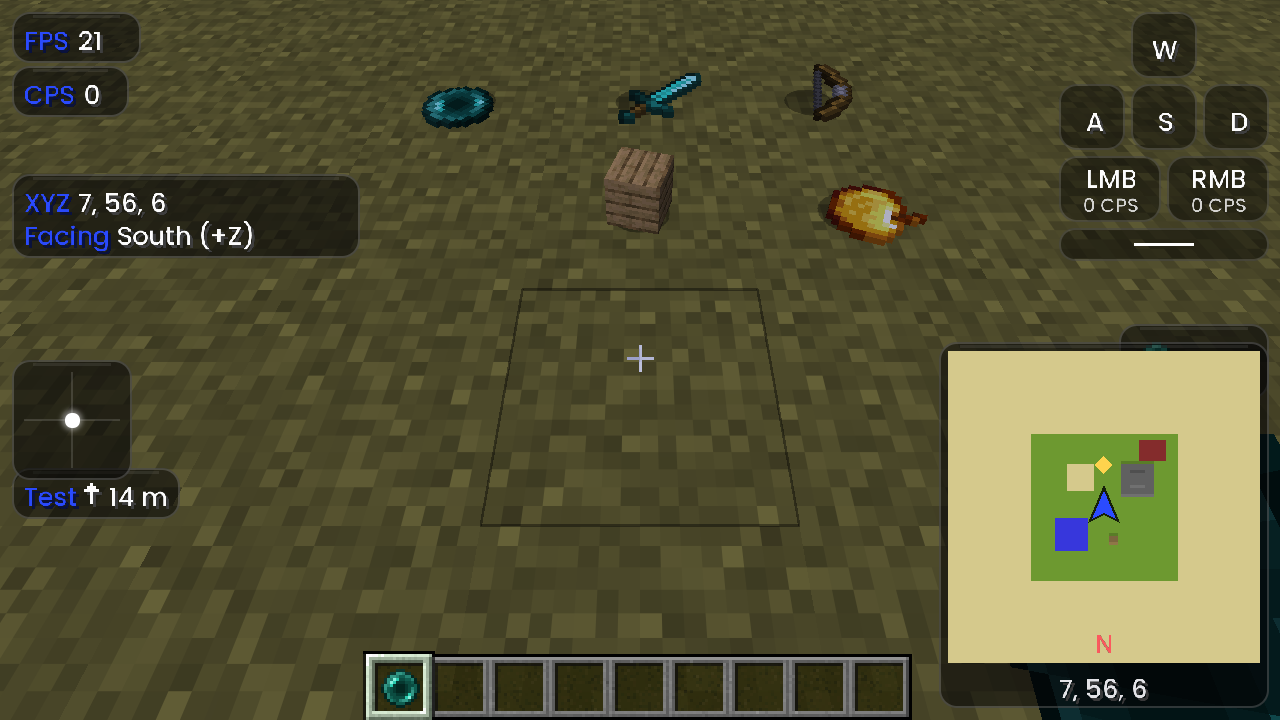 FPS 21
CPS 0
XYZ 7, 56, 6
Facing South (+Z)
Test 14 m
W
A S D
LMB RMB
0 CPS 0 CPS
N
7, 56, 6